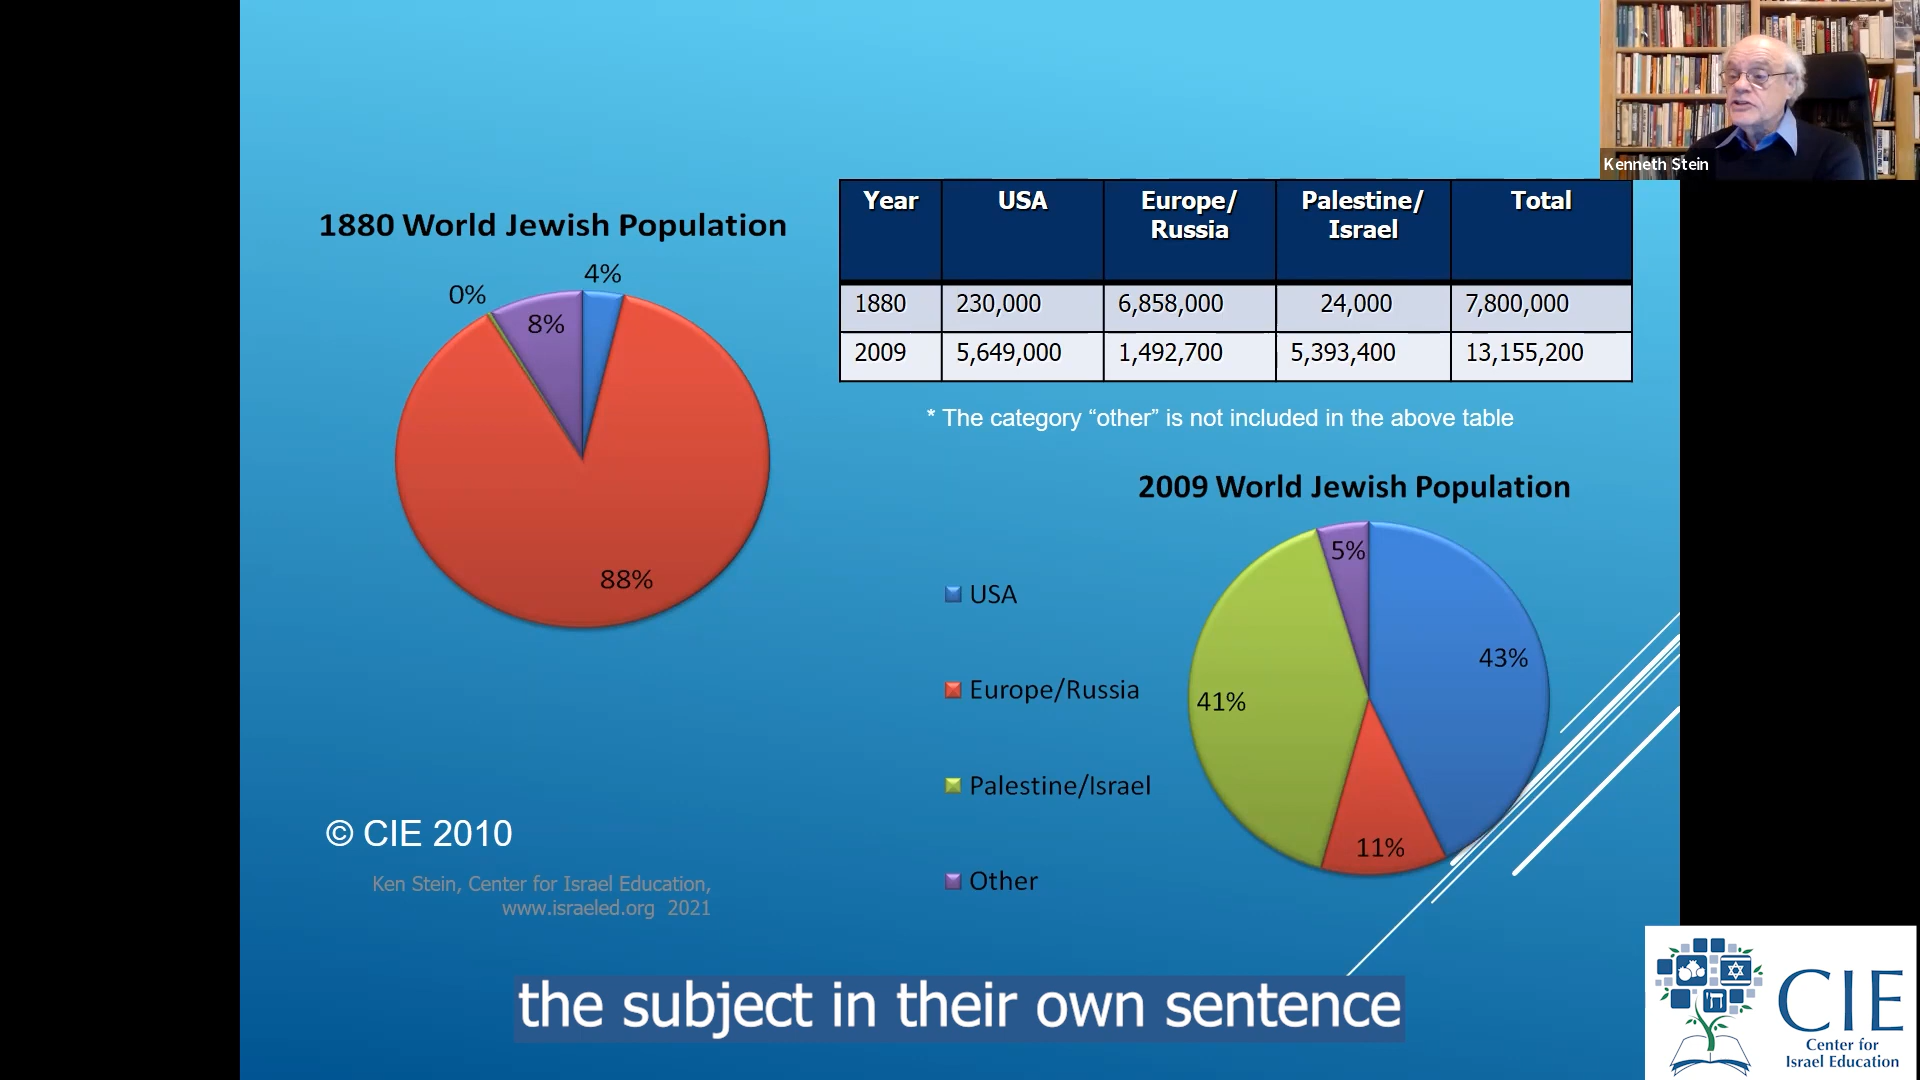 Kenneth Stein
1880 World Jewish Population
4%
0%
8%
88%
Year USA Europe/ Russia Palestine/ Israel Total
1880 230,000 6,858,000 24,000 7,800,000
2009 5,649,000 1,492,700 5,393,400 13,155,200
* The category “other” is not included in the above table
2009 World Jewish Population
5%
43%
41%
11%
USA
Europe/Russia
Palestine/Israel
Other
© CIE 2010
Ken Stein, Center for Israel Education,
www.israeled.org 2021
the subject in their own sentence
CIE
Center for
Israel Education